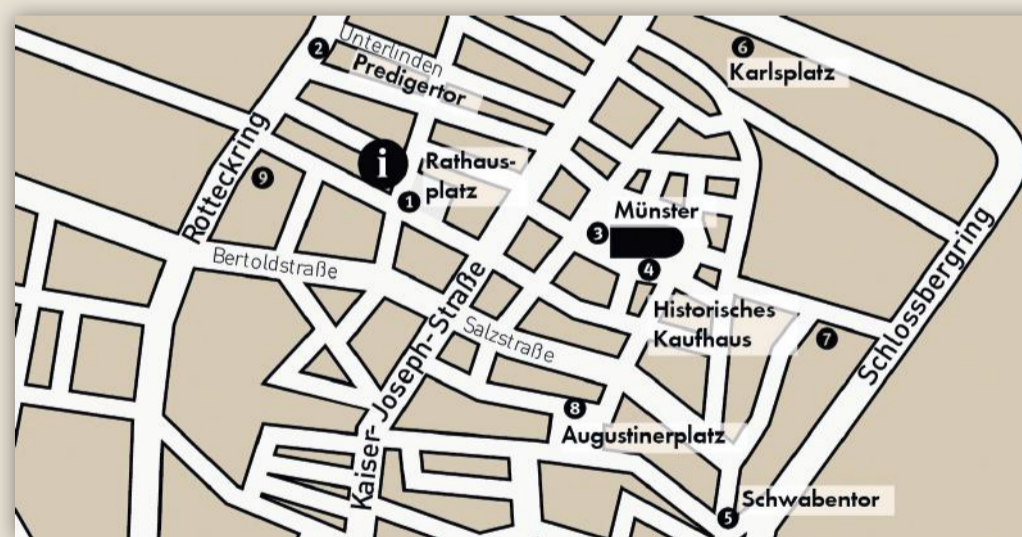 Unterlinden
2
Predigertor
6
Karlsplatz
i
Rathaus-
platz
1
Rotteckring
9
Münster
3
4
Bertoldstraße
Historisches
Kaufhaus
Salzstraße
7
Schlossbergring
Kaiser-Joseph-Straße
8
Augustinerplatz
Schwabentor
5